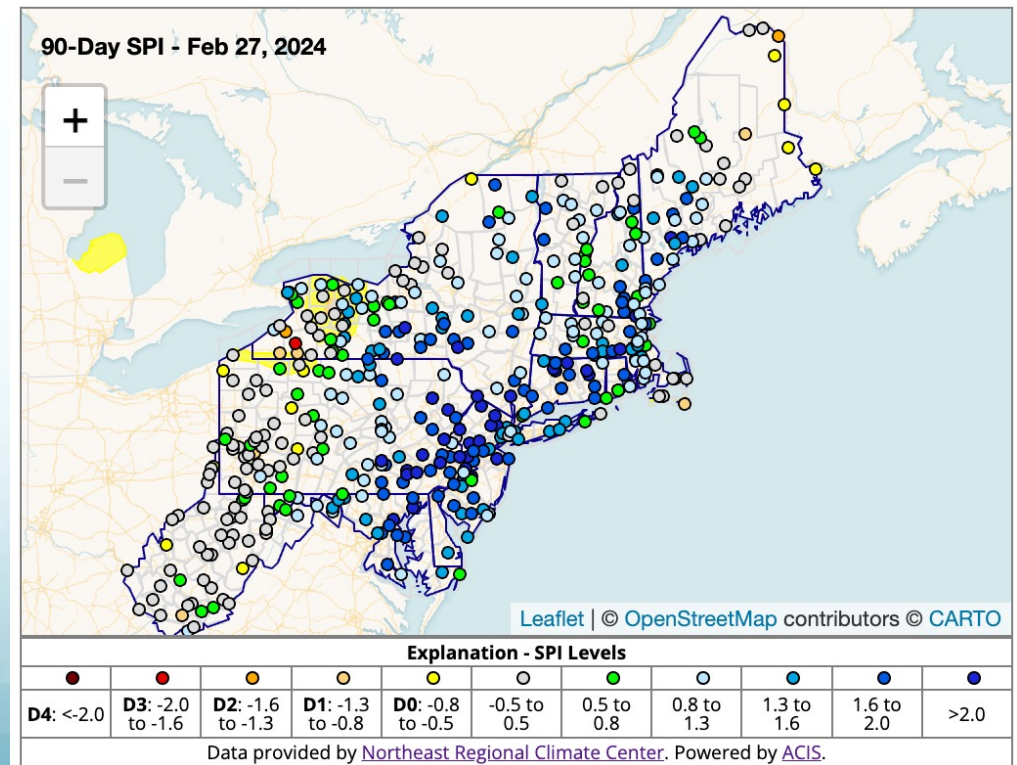 90-Day SPI - Feb 27, 2024
+
−
Leaflet | © OpenStreetMap contributors © CARTO
Explanation - SPI Levels
D4: <-2.0
D3: -2.0
to -1.6
D2: -1.6
to -1.3
D1: -1.3
to -0.8
D0: -0.8
to -0.5
-0.5 to
0.5
0.5 to
0.8
0.8 to
1.3
1.3 to
1.6
1.6 to
2.0
>2.0
Data provided by Northeast Regional Climate Center. Powered by ACIS.